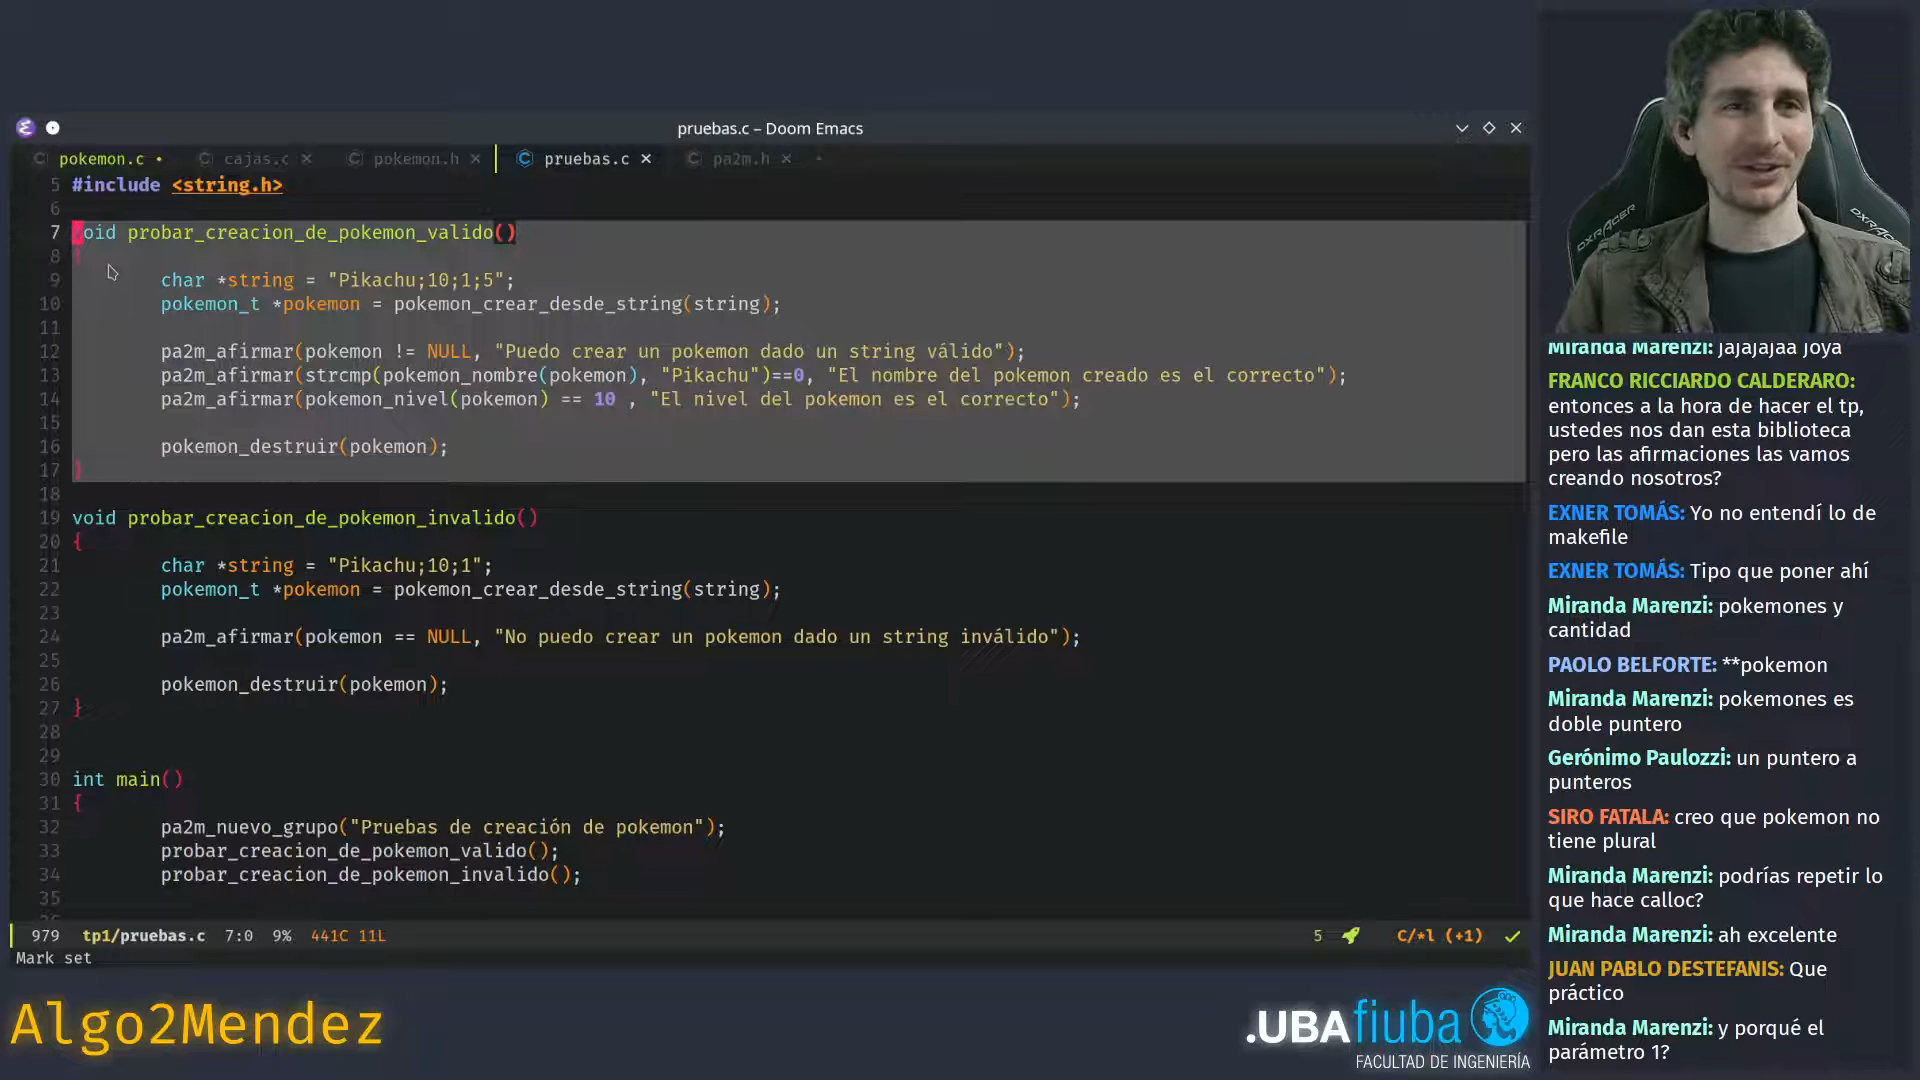 pruebas.c – Doom Emacs
pokemon.c • cajas.c × pokemon.h × pruebas.c × pa2m.h ×
5 #include <string.h>
6
7 void probar_creacion_de_pokemon_valido()
8 {
9 char *string = "Pikachu;10;1;5";
10 pokemon_t *pokemon = pokemon_crear_desde_string(string);
11
12 pa2m_afirmar(pokemon != NULL, "Puedo crear un pokemon dado un string válido");
13 pa2m_afirmar(strcmp(pokemon_nombre(pokemon), "Pikachu")==0, "El nombre del pokemon creado es el correcto");
14 pa2m_afirmar(pokemon_nivel(pokemon) == 10 , "El nivel del pokemon es el correcto");
15
16 pokemon_destruir(pokemon);
17 }
18
19 void probar_creacion_de_pokemon_invalido()
20 {
21 char *string = "Pikachu;10;1";
22 pokemon_t *pokemon = pokemon_crear_desde_string(string);
23
24 pa2m_afirmar(pokemon == NULL, "No puedo crear un pokemon dado un string inválido");
25
26 pokemon_destruir(pokemon);
27 }
28
29
30 int main()
31 {
32 pa2m_nuevo_grupo("Pruebas de creación de pokemon");
33 probar_creacion_de_pokemon_valido();
34 probar_creacion_de_pokemon_invalido();
35
979 tp1/pruebas.c 7:0 9% 441C 11L 5 C/*l (+1)
Mark set
Algo2Mendez
.UBAfiuba
FACULTAD DE INGENIERÍA
DXRACER
DXRACER
Miranda Marenzi: jajajajaa joya
FRANCO RICCIARDO CALDERARO:
entonces a la hora de hacer el tp,
ustedes nos dan esta biblioteca
pero las afirmaciones las vamos
creando nosotros?
EXNER TOMÁS: Yo no entendí lo de
makefile
EXNER TOMÁS: Tipo que poner ahí
Miranda Marenzi: pokemones y
cantidad
PAOLO BELFORTE: **pokemon
Miranda Marenzi: pokemones es
doble puntero
Gerónimo Paulozzi: un puntero a
punteros
SIRO FATALA: creo que pokemon no
tiene plural
Miranda Marenzi: podrías repetir lo
que hace calloc?
Miranda Marenzi: ah excelente
JUAN PABLO DESTEFANIS: Que
práctico
Miranda Marenzi: y porqué el
parámetro 1?